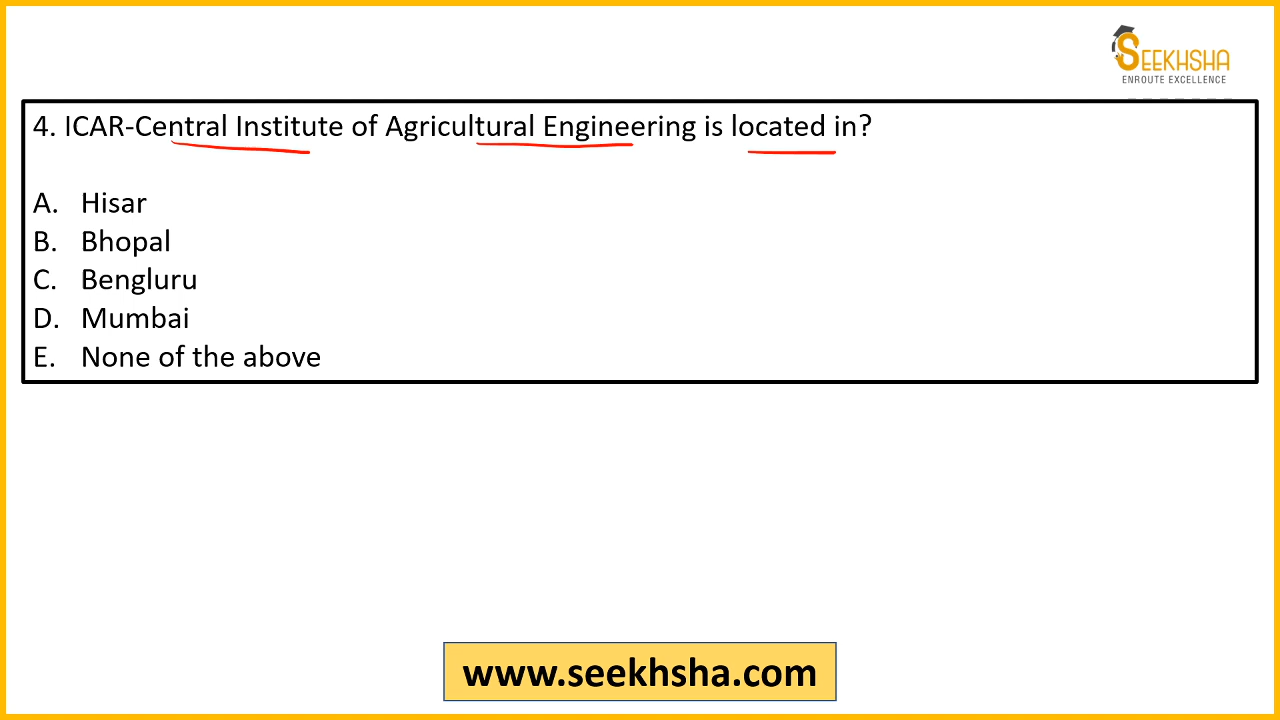 SEEKHSHA
ENROUTE EXCELLENCE
4. ICAR-Central Institute of Agricultural Engineering is located in?
A. Hisar
B. Bhopal
C. Bengluru
D. Mumbai
E. None of the above
www.seekhsha.com